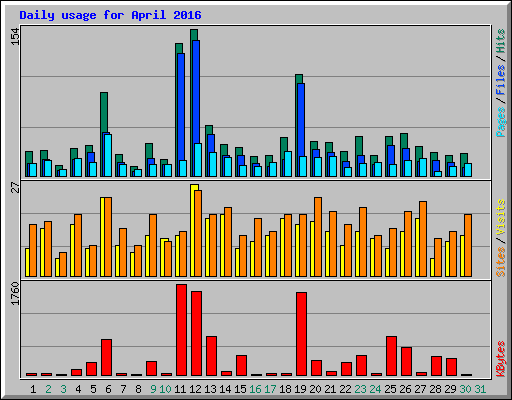 Daily usage for April 2016
154
Pages / Files / Hits
27
Sites / Visits
1760
KBytes
1 2 3 4 5 6 7 8 9 10 11 12 13 14 15 16 17 18 19 20 21 22 23 24 25 26 27 28 29 30 31